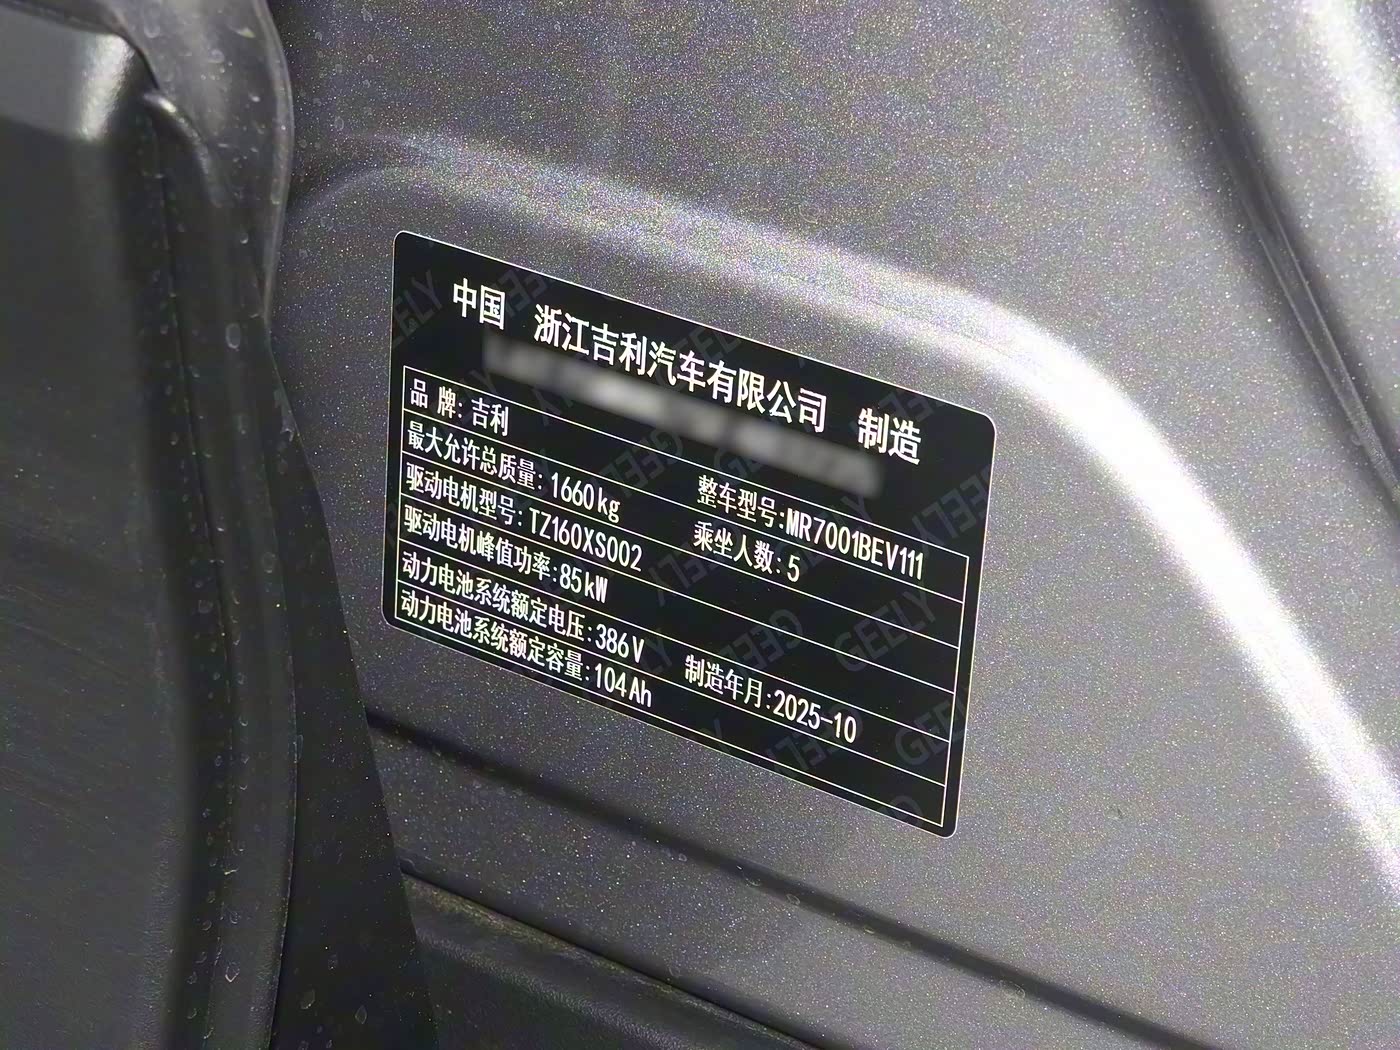 中国 浙江吉利汽车有限公司 制造
品 牌: 吉利 整车型号:MR7001BEV111
最大允许总质量: 1660kg 乘坐人数: 5
驱动电机型号: TZ160XS002
驱动电机峰值功率:85kW
动力电池系统额定电压:386V 制造年月:2025-10
动力电池系统额定容量:104Ah